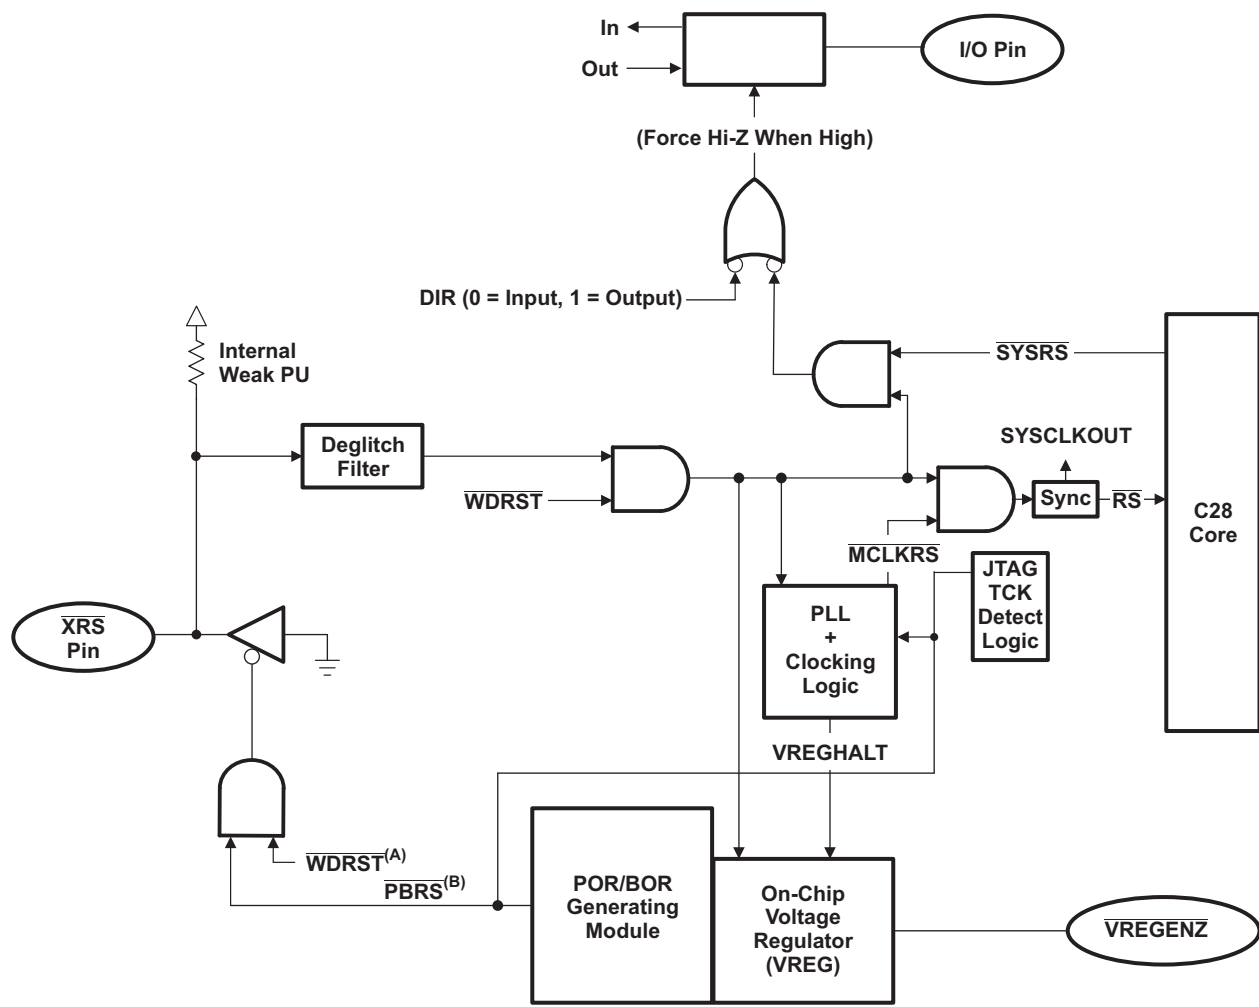 In
Out
I/O Pin
(Force Hi-Z When High)
DIR (0 = Input, 1 = Output)
Internal
Weak PU
SYSRS
Deglitch
Filter
SYSCLKOUT
WDRST
Sync
RS
C28
Core
MCLKRS
JTAG
TCK
Detect
Logic
XRS
Pin
PLL
+
Clocking
Logic
VREGHALT
WDRST(A)
PBRS(B)
POR/BOR
Generating
Module
On-Chip
Voltage
Regulator
(VREG)
VREGENZ